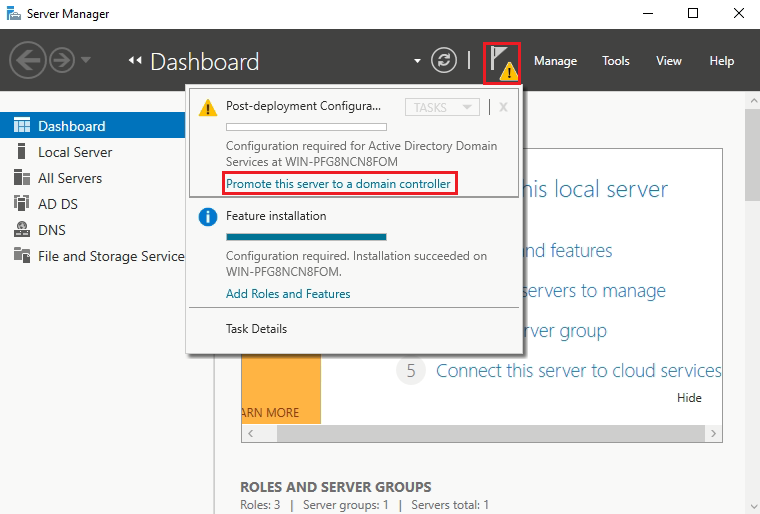 Server Manager
Dashboard
Manage
Tools
View
Help
Dashboard
Local Server
All Servers
AD DS
DNS
File and Storage Service
Post-deployment Configura...
TASKS
X
Configuration required for Active Directory Domain
Services at WIN-PFG8NCN8FOM
Promote this server to a domain controller
Feature installation
Configuration required. Installation succeeded on
WIN-PFG8NCN8FOM.
Add Roles and Features
Task Details
local server
and features
servers to manage
group
5 Connect this server to cloud services
MORE
Hide
ROLES AND SERVER GROUPS
Roles: 3 | Server groups: 1 | Servers total: 1